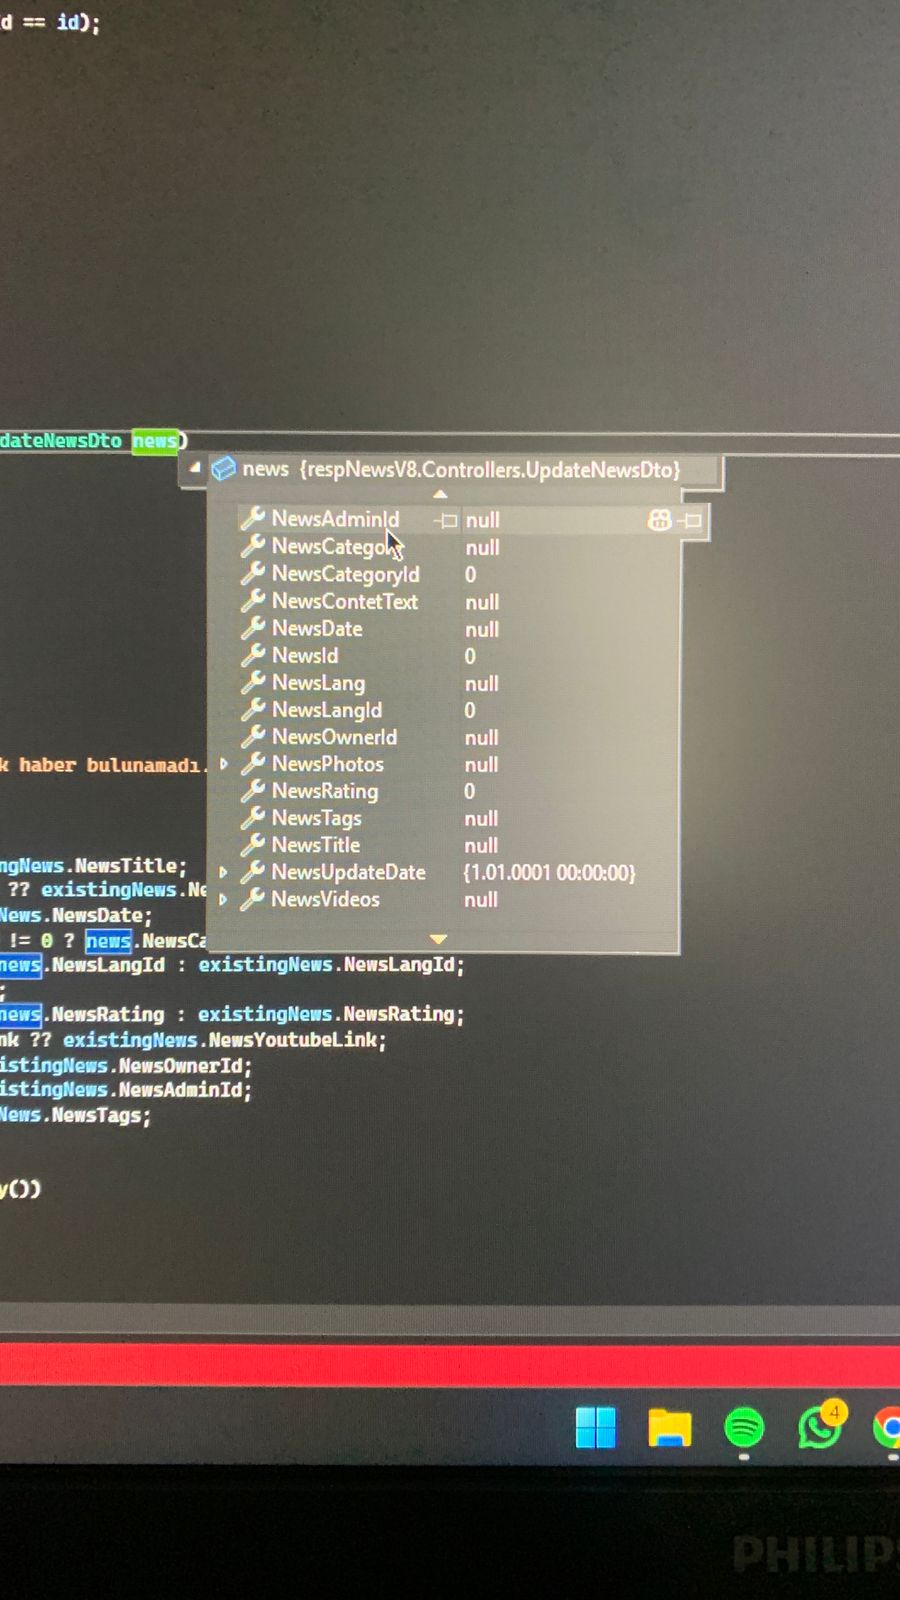 d == id);
dateNewsDto news)
news {respNewsV8.Controllers.UpdateNewsDto}
NewsAdminId null
NewsCategory null
NewsCategoryId 0
NewsContetText null
NewsDate null
NewsId 0
NewsLang null
NewsLangId 0
NewsOwnerId null
k haber bulunamadı.
NewsPhotos null
NewsRating 0
NewsTags null
NewsTitle null
ngNews.NewsTitle;
NewsUpdateDate {1.01.0001 00:00:00}
?? existingNews.Ne
NewsVideos null
News.NewsDate;
!= 0 ? news.NewsCa
news.NewsLangId : existingNews.NewsLangId;
;
news.NewsRating : existingNews.NewsRating;
nk ?? existingNews.NewsYoutubeLink;
istingNews.NewsOwnerId;
istingNews.NewsAdminId;
News.NewsTags;
y())
4
PHILIPS